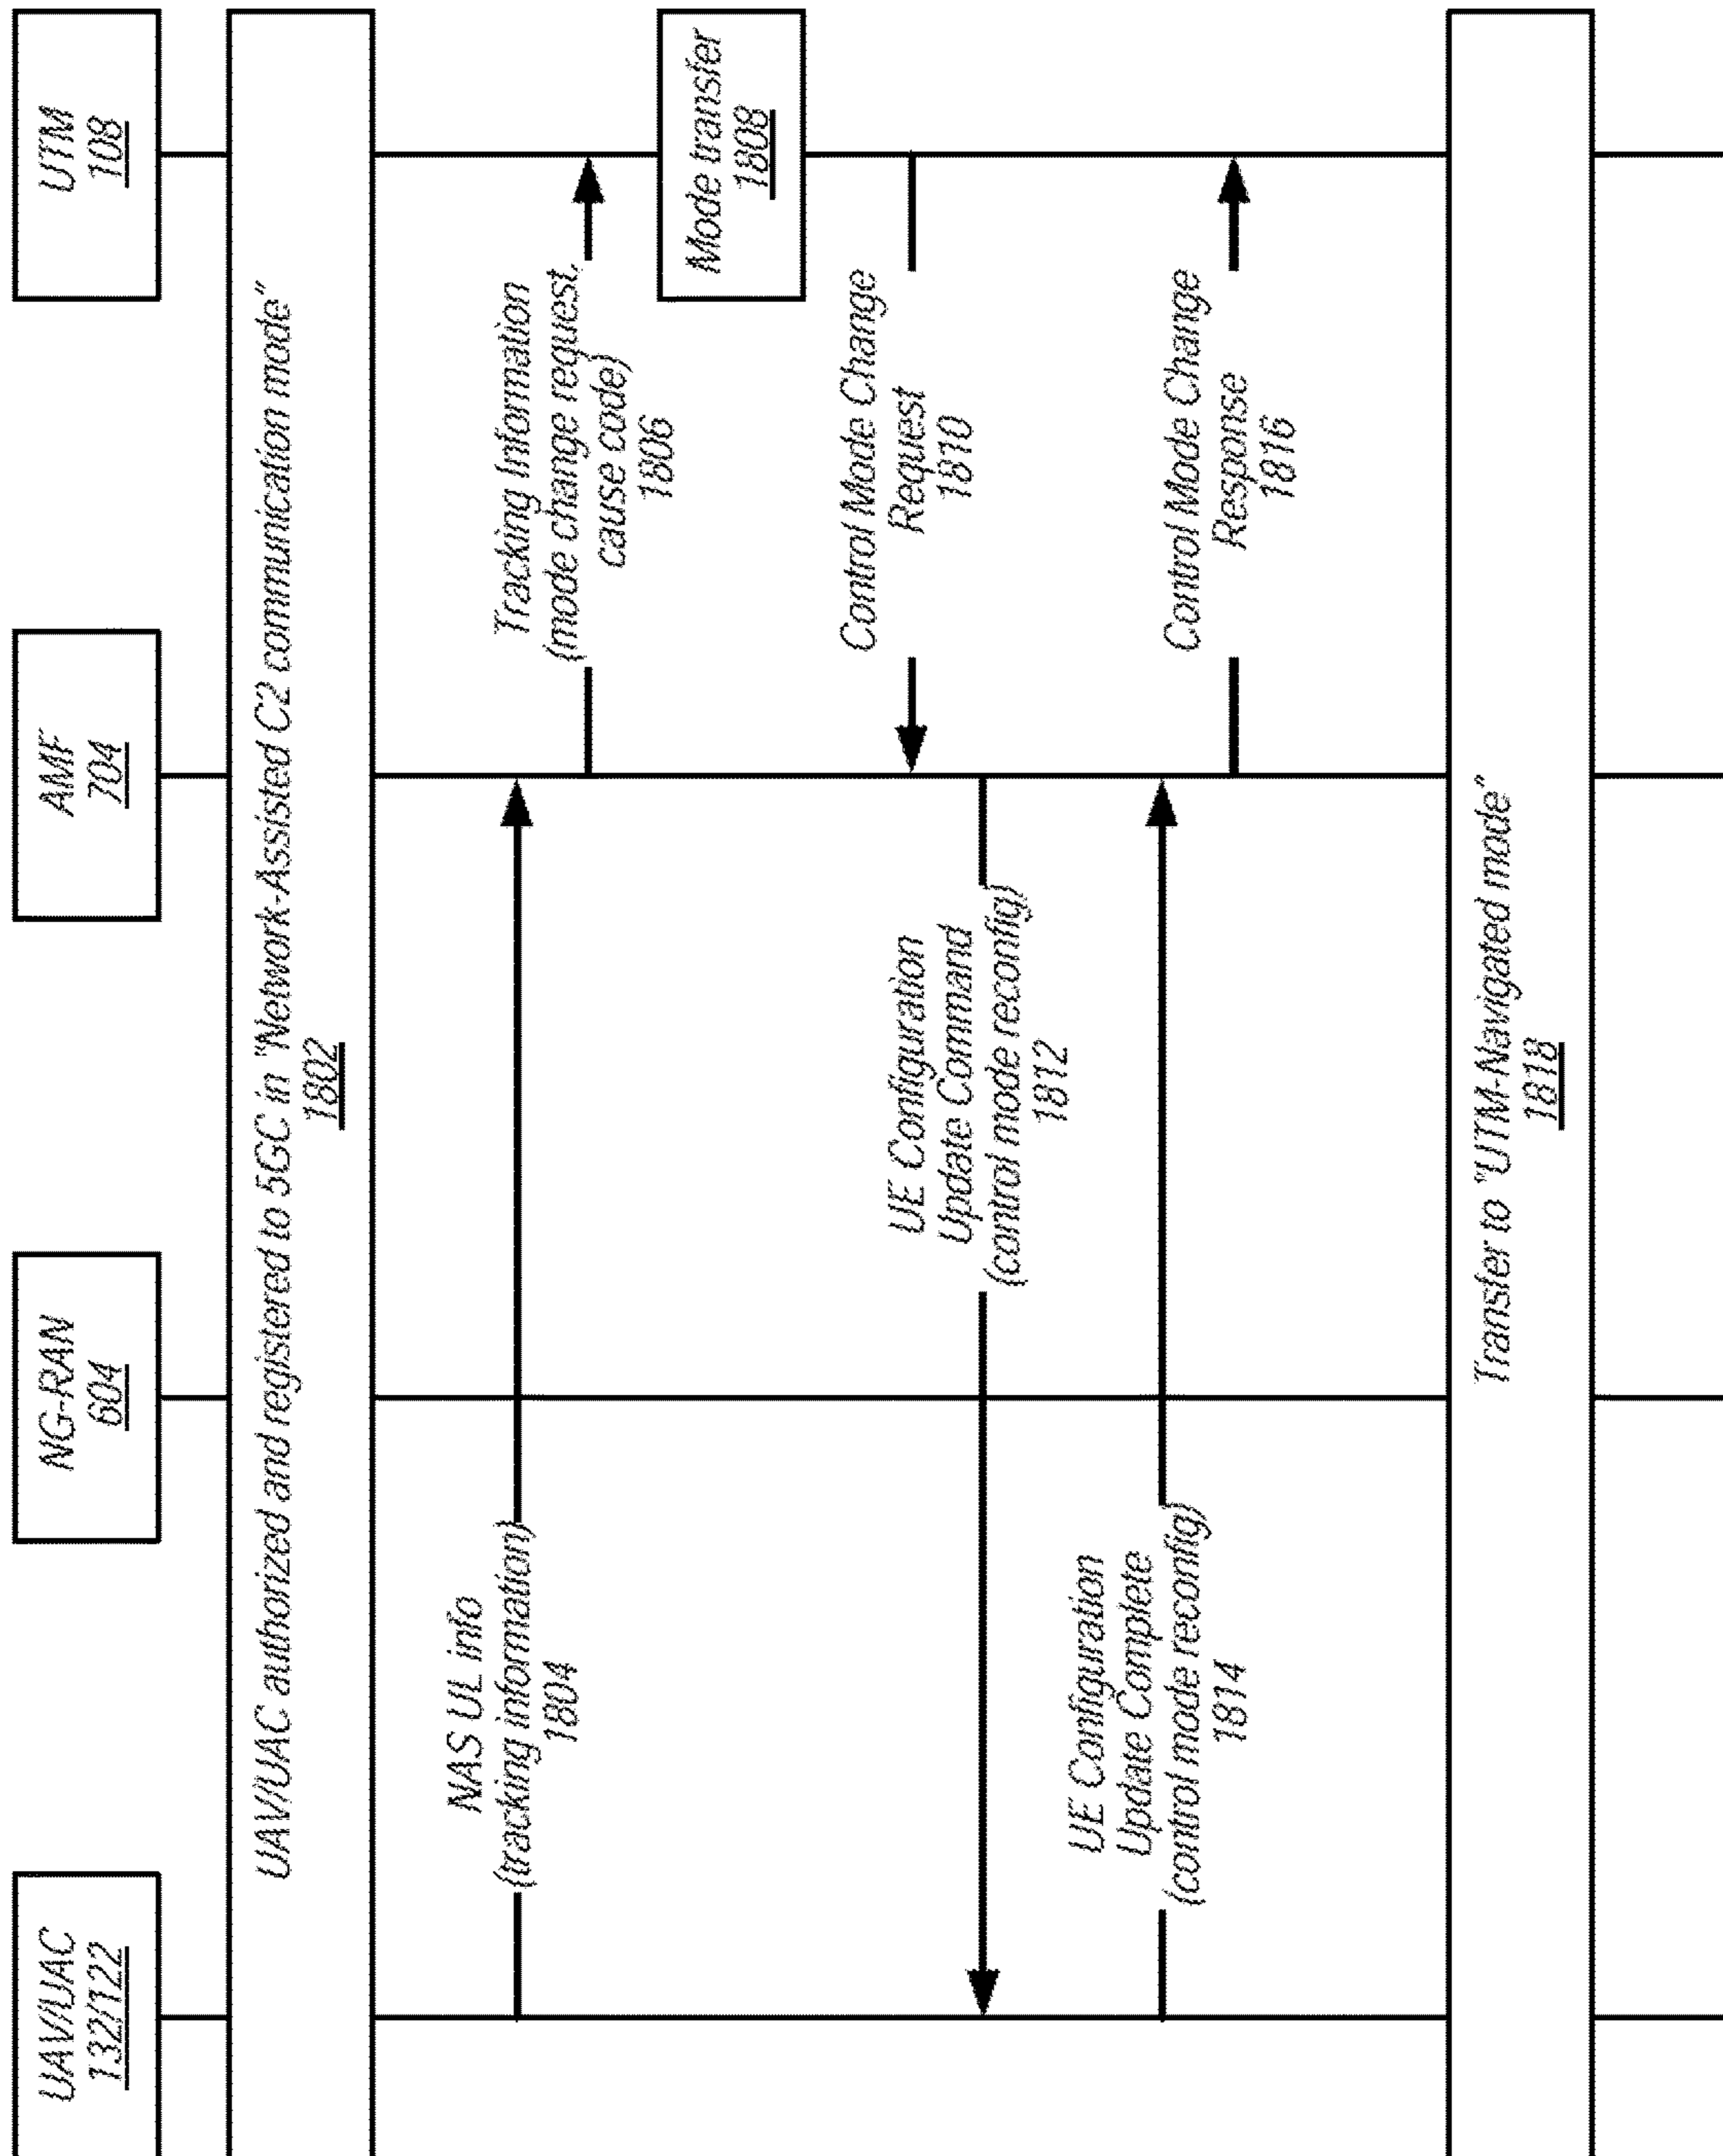 UAV/UAC
132/122
NG-RAN
604
AMF
704
UTM
108
UAV/UAC authorized and registered to 5GC in "Network-Assisted C2 communication mode"
1802
NAS UL info
(tracking information)
1804
Tracking Information
(mode change request,
cause code)
1806
Mode transfer
1808
Control Mode Change
Request
1810
UE Configuration
Update Command
(control mode reconfig)
1812
UE Configuration
Update Complete
(control mode reconfig)
1814
Control Mode Change
Response
1816
Transfer to "UTM-Navigated mode"
1818